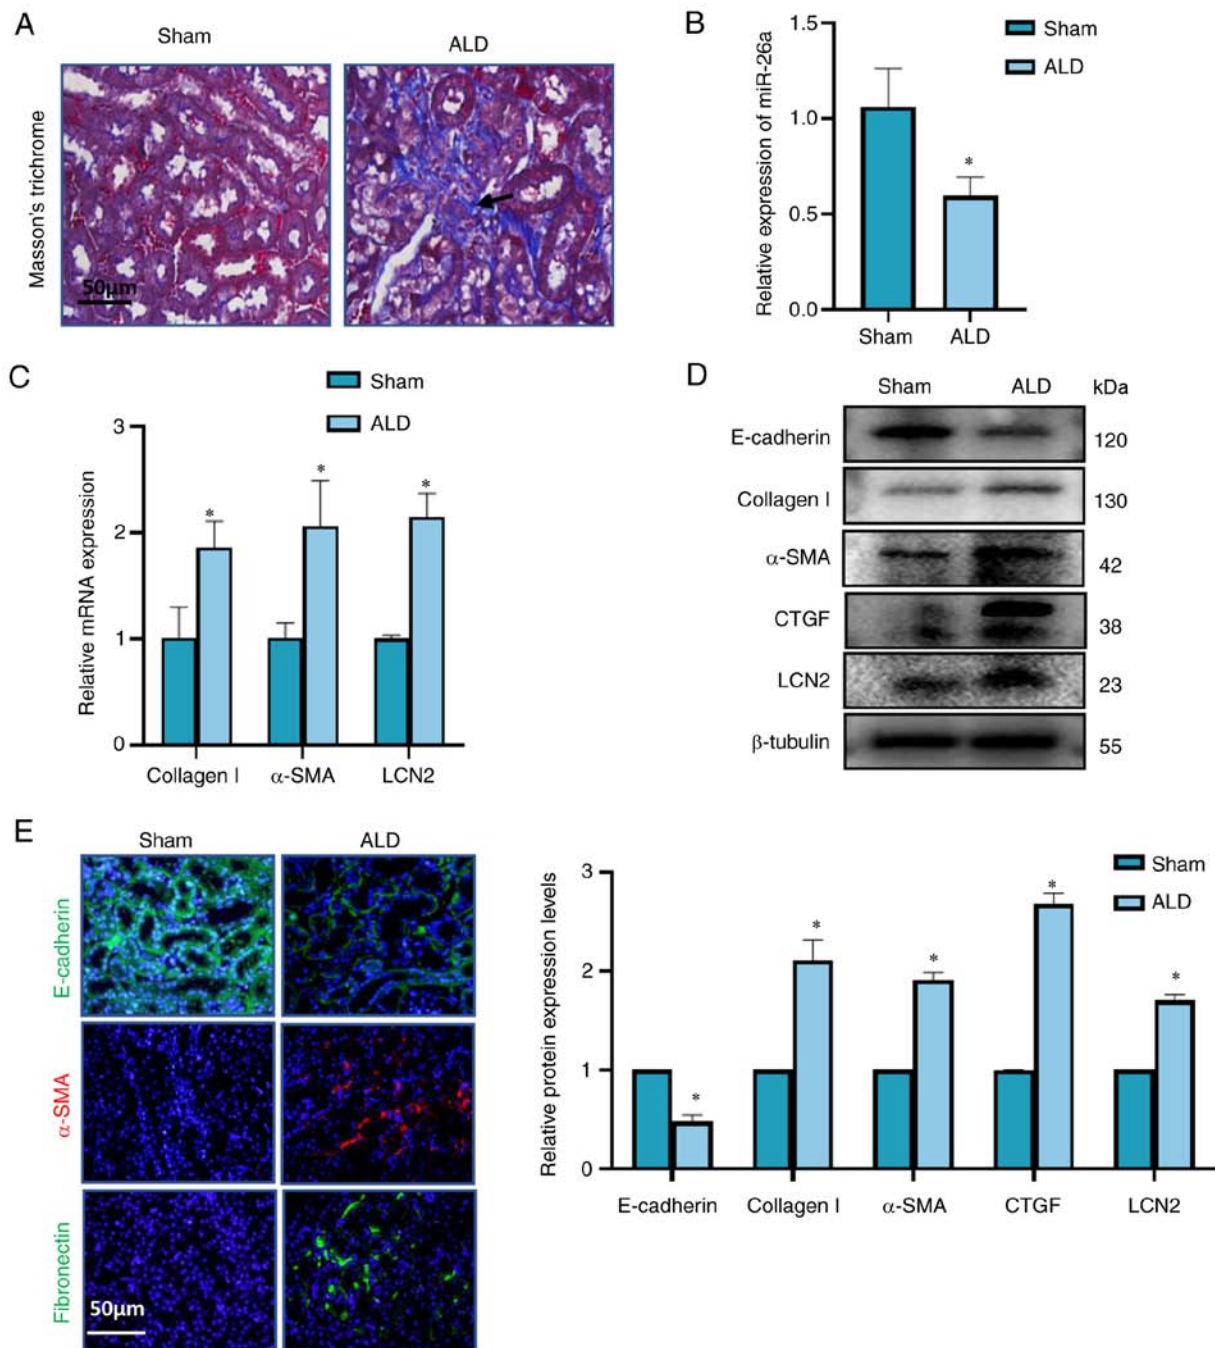 A
Sham
ALD
Masson's trichrome
50μm
B
Relative expression of miR-26a
1.5
1.0
0.5
0.0
*
Sham
ALD
Sham
ALD
C
Sham
ALD
Relative mRNA expression
3
2
1
0
*
*
*
Collagen I
α-SMA
LCN2
D
Sham
ALD
kDa
E-cadherin
120
Collagen I
130
α-SMA
42
CTGF
38
LCN2
23
β-tubulin
55
E
Sham
ALD
E-cadherin
α-SMA
Fibronectin
50μm
Relative protein expression levels
3
2
1
0
Sham
ALD
*
*
*
*
*
E-cadherin
Collagen I
α-SMA
CTGF
LCN2